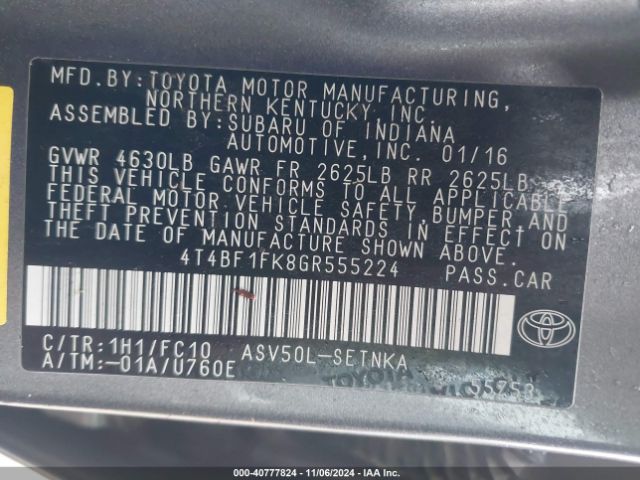 MFD. BY: TOYOTA MOTOR MANUFACTURING,
NORTHERN KENTUCKY, INC.
ASSEMBLED BY: SUBARU OF INDIANA
AUTOMOTIVE, INC. 01/16
GVWR 4630LB GAWR FR 2625LB RR 2625LB
THIS VEHICLE CONFORMS TO ALL APPLICABLE
FEDERAL MOTOR VEHICLE SAFETY, BUMPER, AND
THEFT PREVENTION STANDARDS IN EFFECT ON
THE DATE OF MANUFACTURE SHOWN ABOVE.
4T4BF1FK8GR555224 PASS. CAR
C/TR: 1H1/FC10 ASV50L-SETNKA
A/TM: -01A/U760E
TOYOTA
000-40777824 - 11/06/2024 - IAAI.com